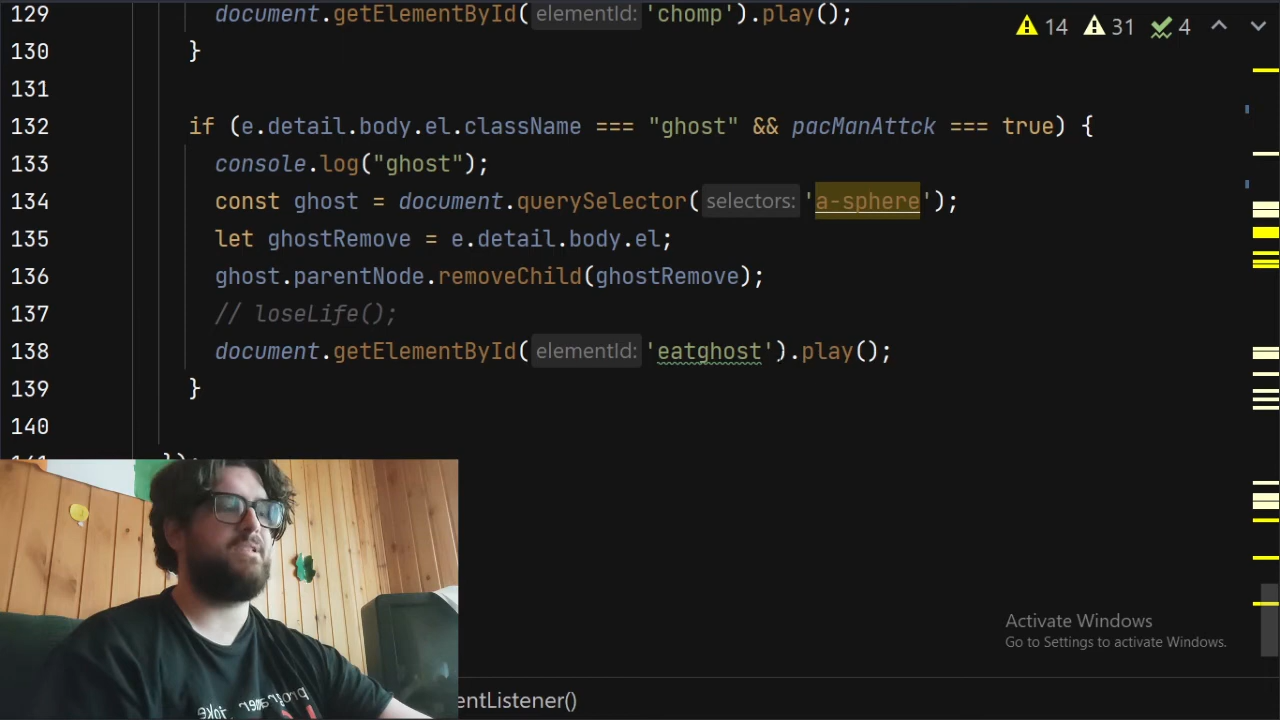 129 document.getElementById( elementId: 'chomp').play();
14 31 4
130 }
131
132 if (e.detail.body.el.className === "ghost" && pacManAttck === true) {
133 console.log("ghost");
134 const ghost = document.querySelector( selectors: 'a-sphere');
135 let ghostRemove = e.detail.body.el;
136 ghost.parentNode.removeChild(ghostRemove);
137 // loseLife();
138 document.getElementById( elementId: 'eatghost').play();
139 }
140
Activate Windows
Go to Settings to activate Windows.
entListener()